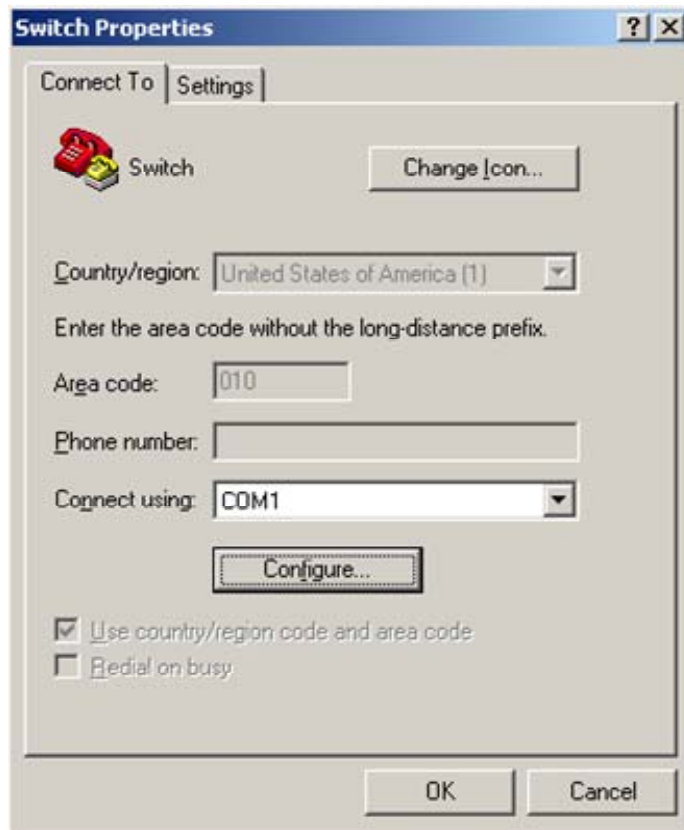 Switch Properties
Connect To Settings
Switch Change Icon...
Country/region: United States of America (1)
Enter the area code without the long-distance prefix.
Area code: 010
Phone number:
Connect using: COM1
Configure...
Use country/region code and area code
Redial on busy
OK Cancel